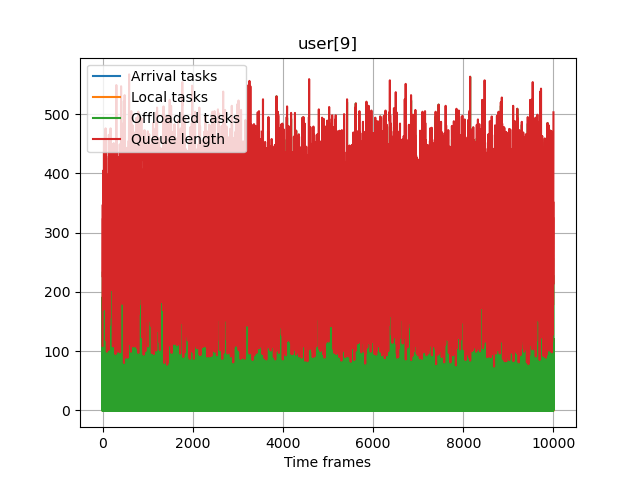 user[9]
Arrival tasks
Local tasks
Offloaded tasks
Queue length
500
400
300
200
100
0
0 2000 4000 6000 8000 10000
Time frames